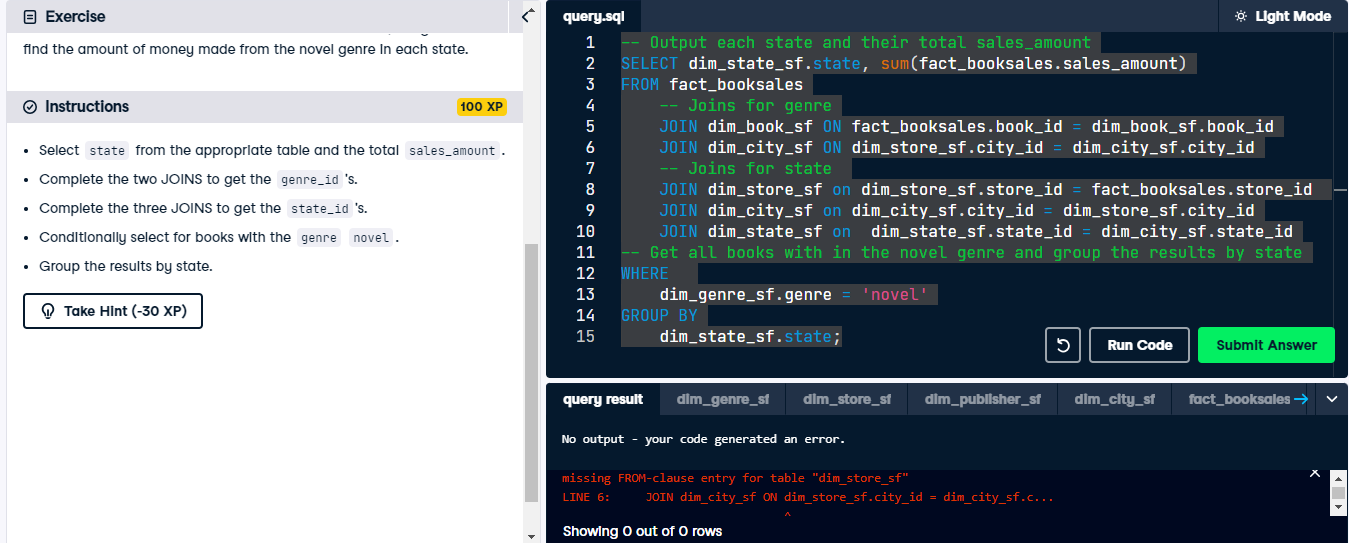 Exercise
find the amount of money made from the novel genre in each state.
Instructions
100 XP
Select state from the appropriate table and the total sales_amount.
Complete the two JOINS to get the genre_id's.
Complete the three JOINS to get the state_id's.
Conditionally select for books with the genre novel.
Group the results by state.
Take Hint (-30 XP)
query.sql
Light Mode
1 -- Output each state and their total sales_amount
2 SELECT dim_state_sf.state, sum(fact_booksales.sales_amount)
3 FROM fact_booksales
4 -- Joins for genre
5 JOIN dim_book_sf ON fact_booksales.book_id = dim_book_sf.book_id
6 JOIN dim_city_sf ON dim_store_sf.city_id = dim_city_sf.city_id
7 -- Joins for state
8 JOIN dim_store_sf on dim_store_sf.store_id = fact_booksales.store_id
9 JOIN dim_city_sf on dim_city_sf.city_id = dim_store_sf.city_id
10 JOIN dim_state_sf on  dim_state_sf.state_id = dim_city_sf.state_id
11 -- Get all books with in the novel genre and group the results by state
12 WHERE
13 dim_genre_sf.genre = 'novel'
14 GROUP BY
15 dim_state_sf.state;
Run Code
Submit Answer
query result
dim_genre_sf
dim_store_sf
dim_publisher_sf
dim_city_sf
fact_booksales
No output - your code generated an error.
missing FROM-clause entry for table "dim_store_sf"
LINE 6: JOIN dim_city_sf ON dim_store_sf.city_id = dim_city_sf.c...
^
Showing 0 out of 0 rows